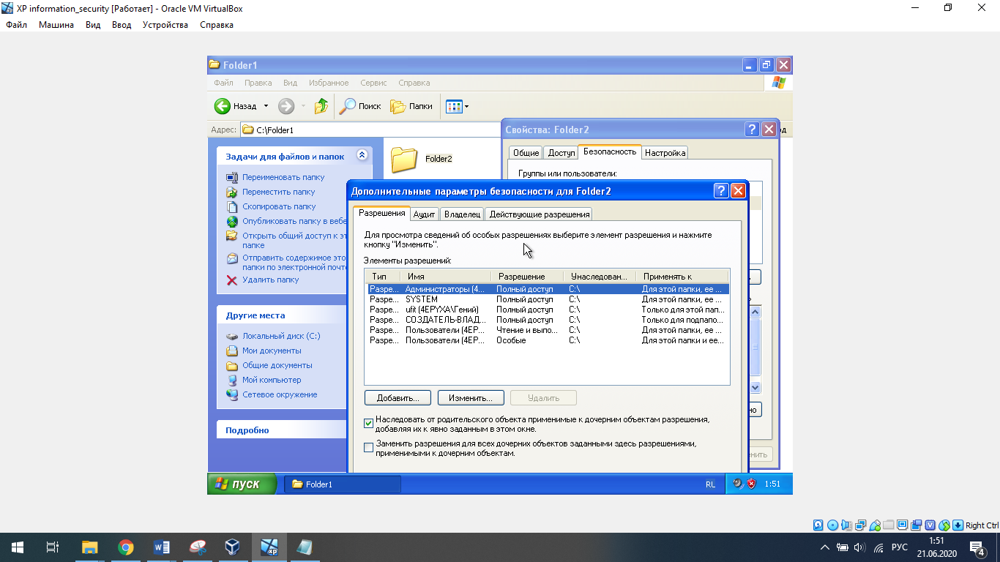 XP information_security [Работает] - Oracle VM VirtualBox
Файл Машина Вид Ввод Устройства Справка
Folder1
Файл Правка Вид Избранное Сервис Справка
Назад Поиск Папки
Адрес: C:\Folder1
Задачи для файлов и папок
Переименовать папку
Переместить папку
Скопировать папку
Опубликовать папку в вебе
Открыть общий доступ к эт
папке
Отправить содержимое это
папки по электронной почте
Удалить папку
Другие места
Локальный диск (C:)
Мои документы
Общие документы
Мой компьютер
Сетевое окружение
Подробно
Folder2
Свойства: Folder2
Общие Доступ Безопасность Настройка
Группы или пользователи:
Дополнительные параметры безопасности для Folder2
Разрешения Аудит Владелец Действующие разрешения
Для просмотра сведений об особых разрешениях выберите элемент разрешения и нажмите
кнопку "Изменить".
Элементы разрешений:
Тип Имя Разрешение Унаследован... Применять к
Разре... Администраторы (4... Полный доступ C:\ Для этой папки, ее ...
Разре... SYSTEM Полный доступ C:\ Для этой папки, ее ...
Разре... ufit (4EPYXA\Гений) Полный доступ C:\ Только для этой пап...
Разре... СОЗДАТЕЛЬ-ВЛАД... Полный доступ C:\ Только для подпапо...
Разре... Пользователи (4EP... Чтение и выпо... C:\ Для этой папки, ее ...
Разре... Пользователи (4EP... Особые C:\ Для этой папки и ее...
Добавить... Изменить... Удалить
Наследовать от родительского объекта применимые к дочерним объектам разрешения,
добавляя их к явно заданным в этом окне.
Заменить разрешения для всех дочерних объектов заданными здесь разрешениями,
применимыми к дочерним объектам.
пуск Folder1 RL 1:51
Right Ctrl
РУС 1:51
21.06.2020 4